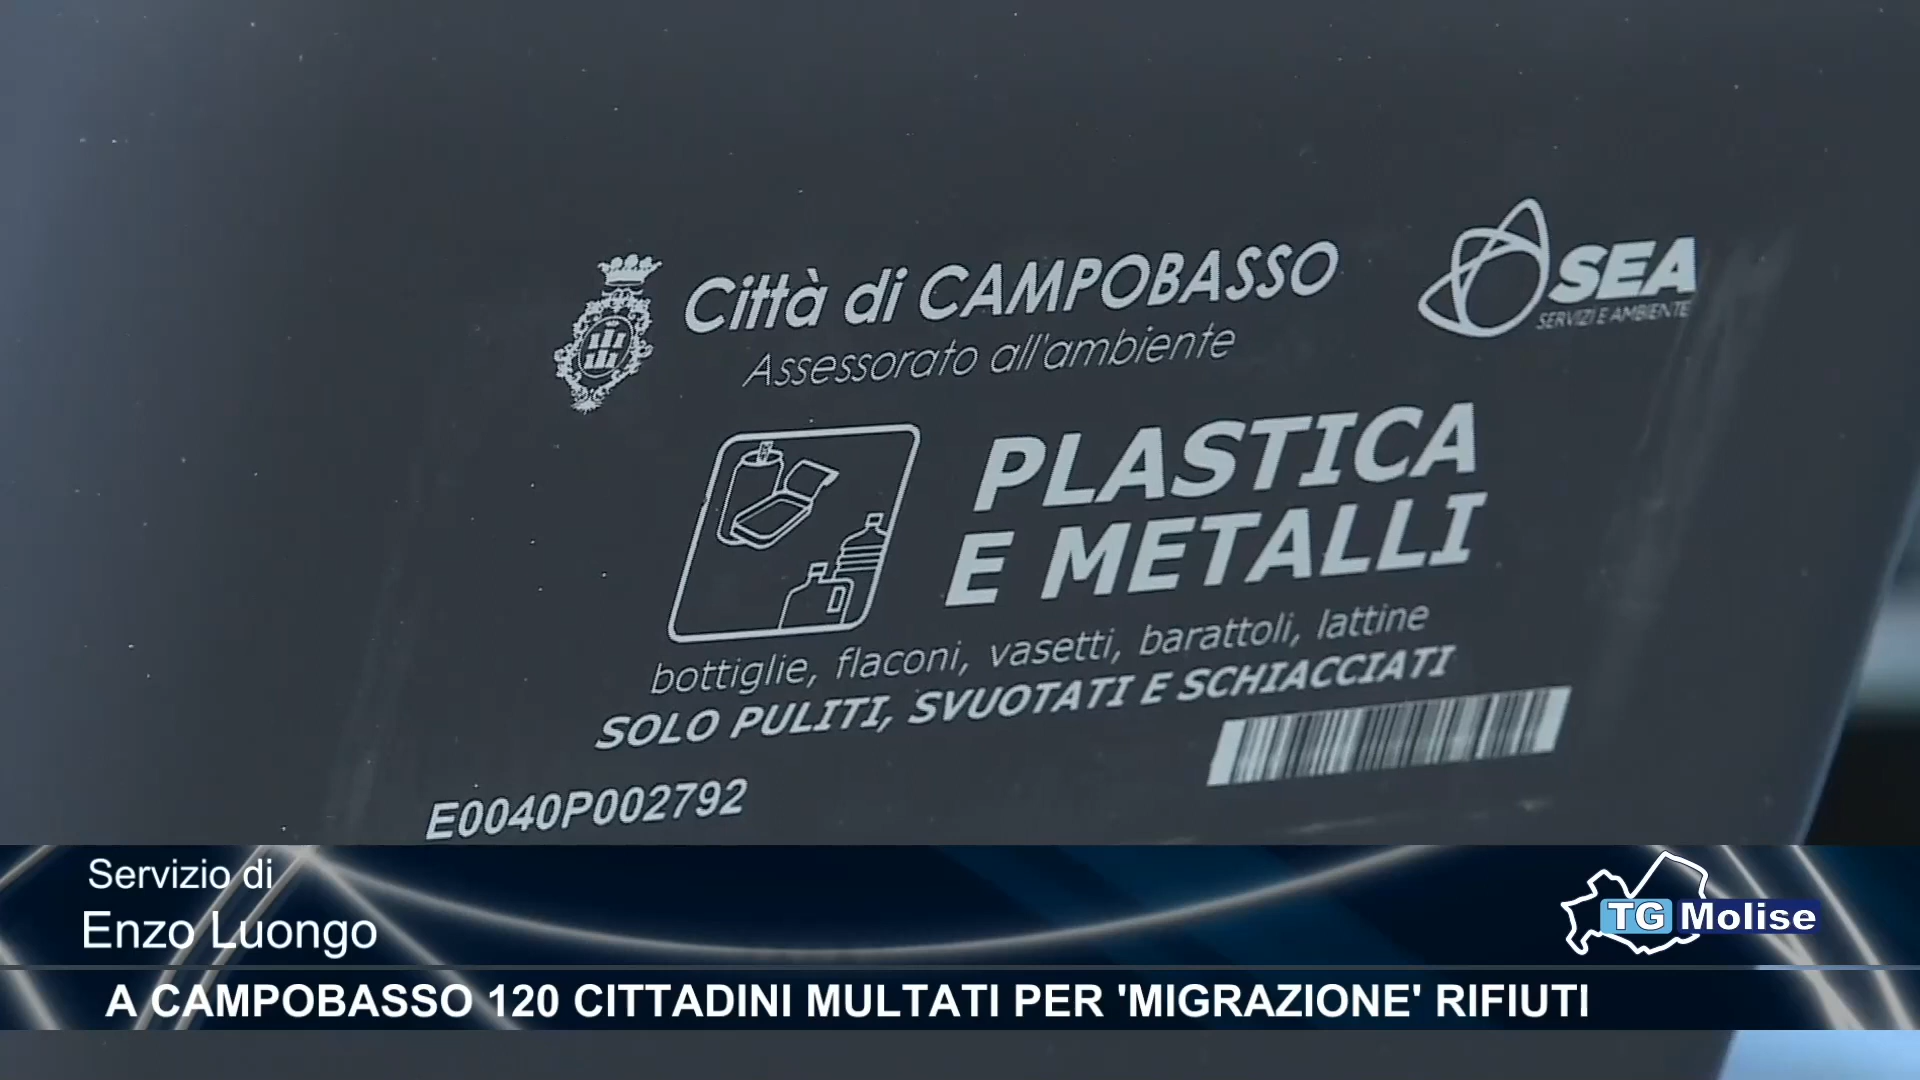 Città di CAMPOBASSO
Assessorato all'ambiente
SEA
SERVIZI E AMBIENTE
PLASTICA
E METALLI
bottiglie, flaconi, vasetti, barattoli, lattine
SOLO PULITI, SVUOTATI E SCHIACCIATI
E0040P002792
Servizio di
Enzo Luongo
TG Molise
A CAMPOBASSO 120 CITTADINI MULTATI PER 'MIGRAZIONE' RIFIUTI